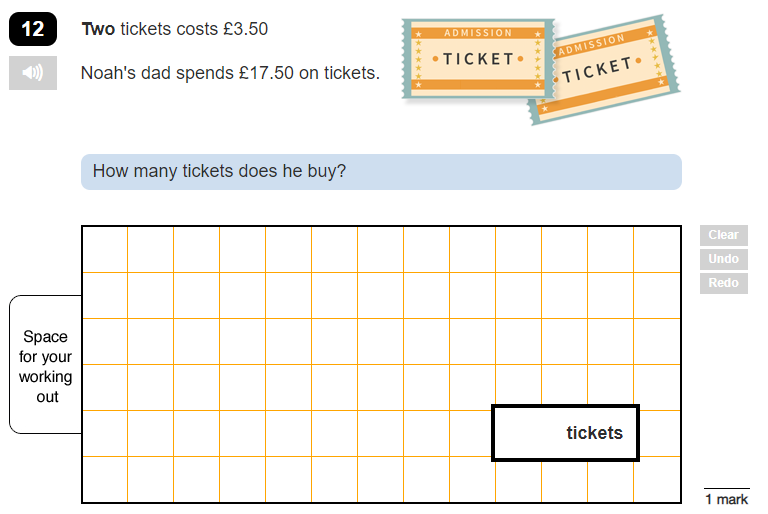 12
Two tickets costs £3.50
Noah's dad spends £17.50 on tickets.
ADMISSION
TICKET
ADMISSION
TICKET
How many tickets does he buy?
Clear
Undo
Redo
Space
for your
working
out
tickets
1 mark